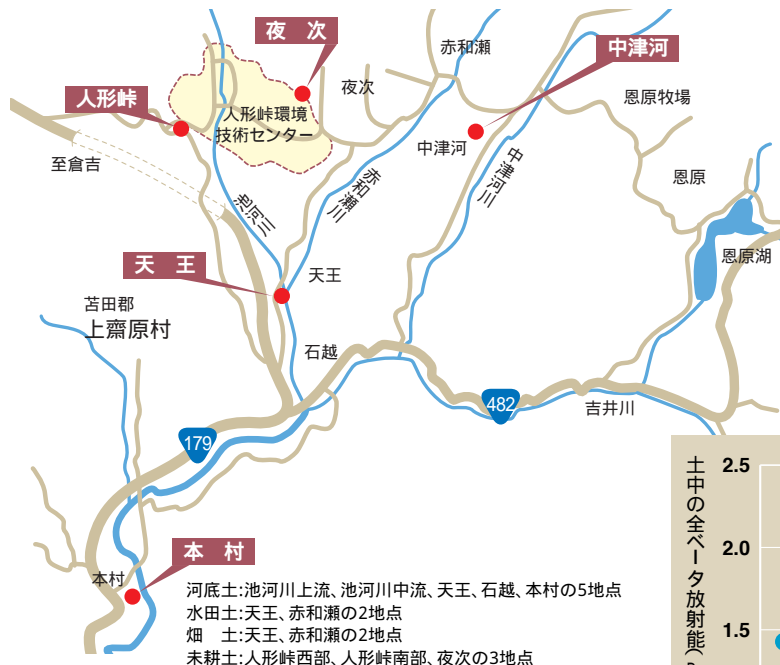 夜 次
赤和瀬
中津河
人形峠
夜次
恩原牧場
人形峠環境
技術センター
中津河
至倉吉
池河川
赤和瀬川
中津河川
恩原
恩原湖
天 王
天王
苫田郡
上齋原村
石越
482
吉井川
179
本 村
本村
河底土:池河川上流、池河川中流、天王、石越、本村の5地点
水田土:天王、赤和瀬の2地点
畑 土:天王、赤和瀬の2地点
未耕土:人形峠西部、人形峠南部、夜次の3地点
土中の全ベータ放射能(
2.5
2.0
1.5